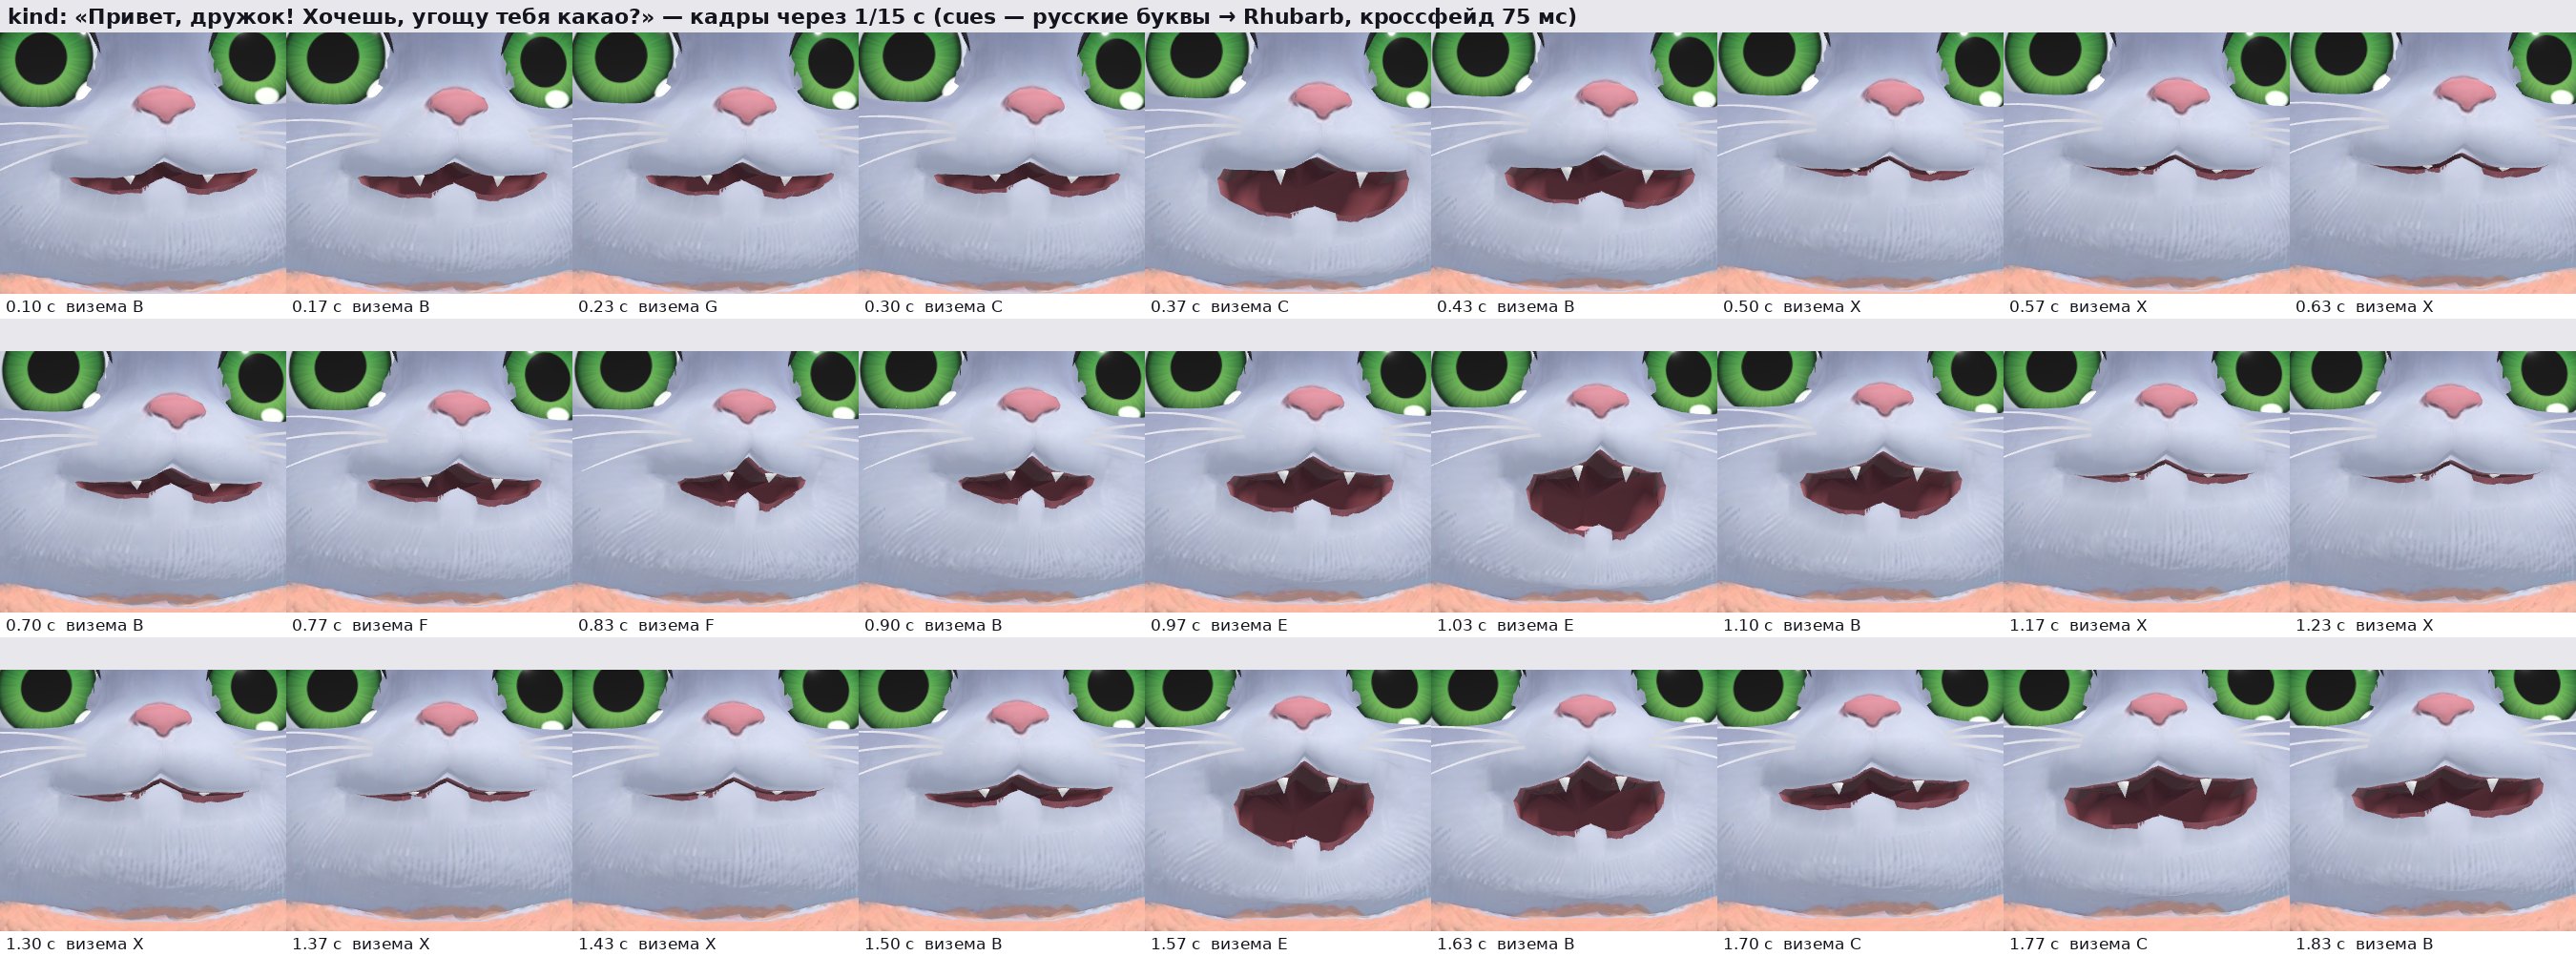 kind: «Привет, дружок! Хочешь, угощу тебя какао?» — кадры через 1/15 с (cues — русские буквы → Rhubarb, кроссфейд 75 мс)
0.10 с визема B
0.17 с визема B
0.23 с визема G
0.30 с визема C
0.37 с визема C
0.43 с визема B
0.50 с визема X
0.57 с визема X
0.63 с визема X
0.70 с визема B
0.77 с визема F
0.83 с визема F
0.90 с визема B
0.97 с визема E
1.03 с визема E
1.10 с визема B
1.17 с визема X
1.23 с визема X
1.30 с визема X
1.37 с визема X
1.43 с визема X
1.50 с визема B
1.57 с визема E
1.63 с визема B
1.70 с визема C
1.77 с визема C
1.83 с визема B